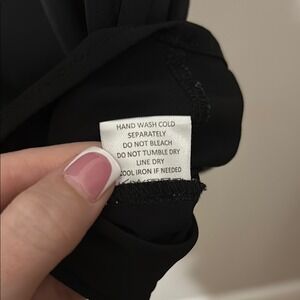 HAND WASH COLD
SEPARATELY
DO NOT BLEACH
DO NOT TUMBLE DRY
LINE DRY
COOL IRON IF NEEDED